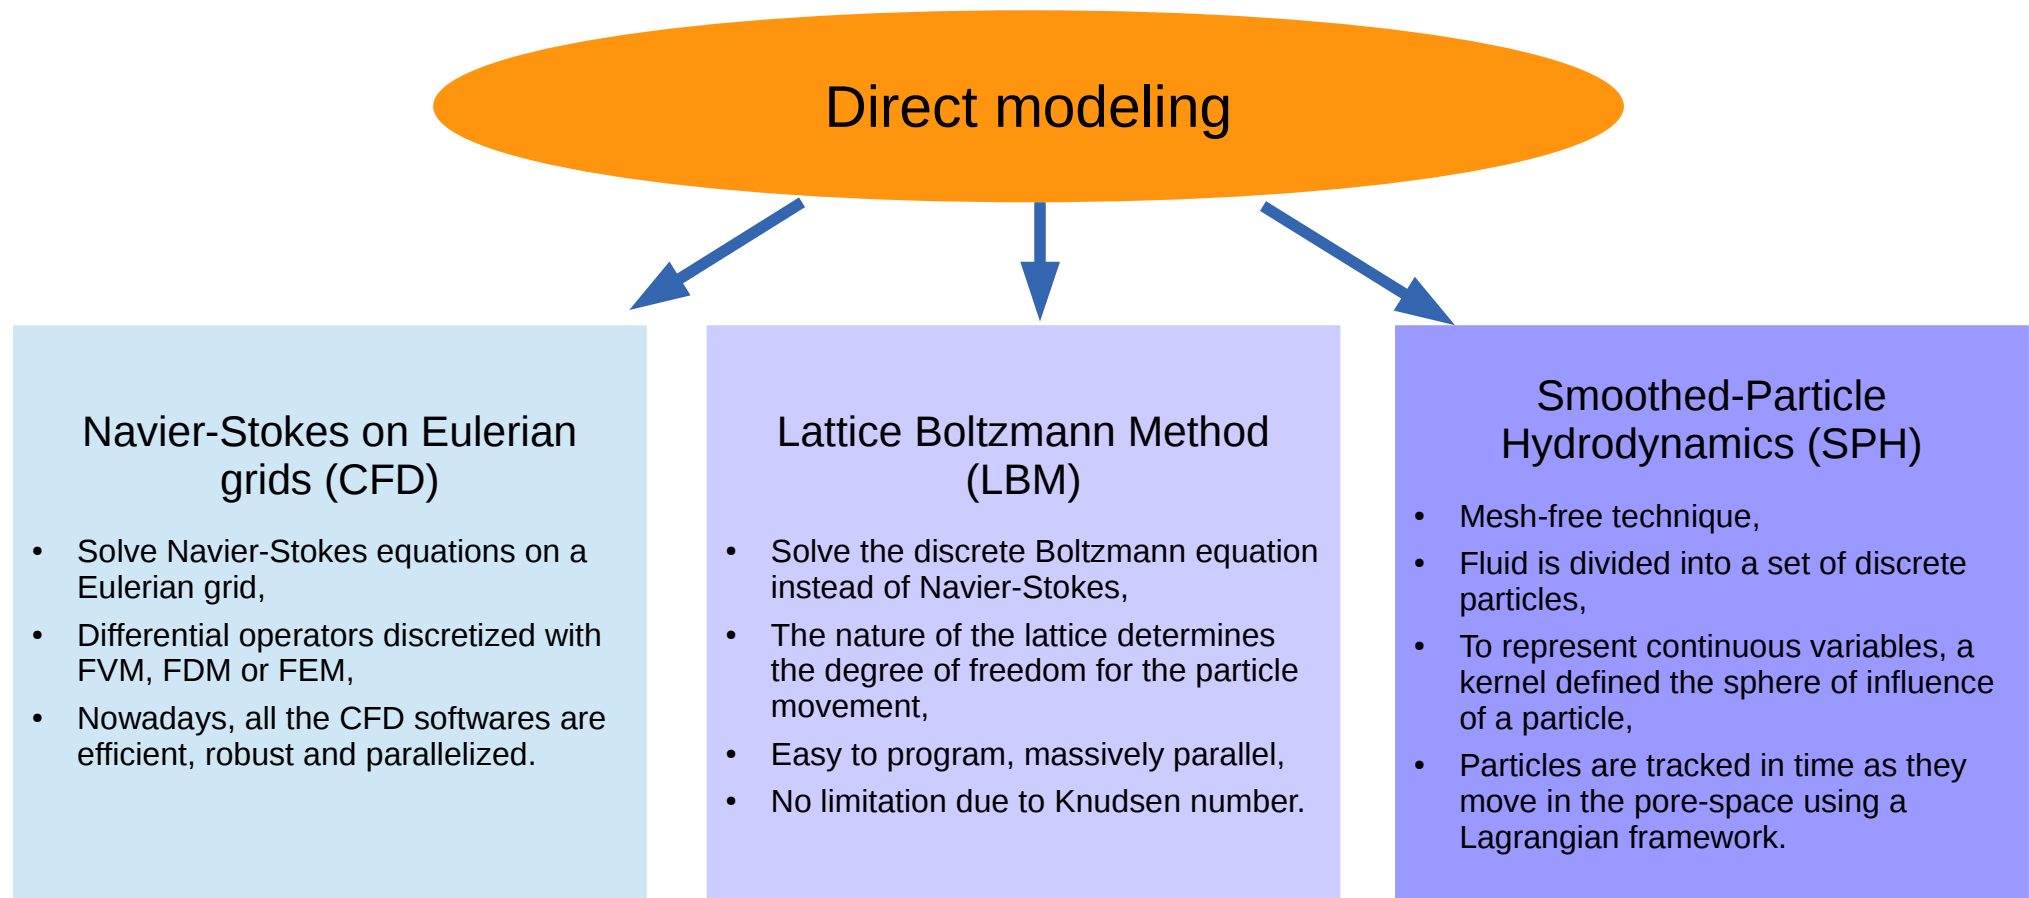 Direct modeling
Navier-Stokes on Eulerian
grids (CFD)
• Solve Navier-Stokes equations on a
Eulerian grid,
• Differential operators discretized with
FVM, FDM or FEM,
• Nowadays, all the CFD softwares are
efficient, robust and parallelized.
Lattice Boltzmann Method
(LBM)
• Solve the discrete Boltzmann equation
instead of Navier-Stokes,
• The nature of the lattice determines
the degree of freedom for the particle
movement,
• Easy to program, massively parallel,
• No limitation due to Knudsen number.
Smoothed-Particle
Hydrodynamics (SPH)
• Mesh-free technique,
• Fluid is divided into a set of discrete
particles,
• To represent continuous variables, a
kernel defined the sphere of influence
of a particle,
• Particles are tracked in time as they
move in the pore-space using a
Lagrangian framework.